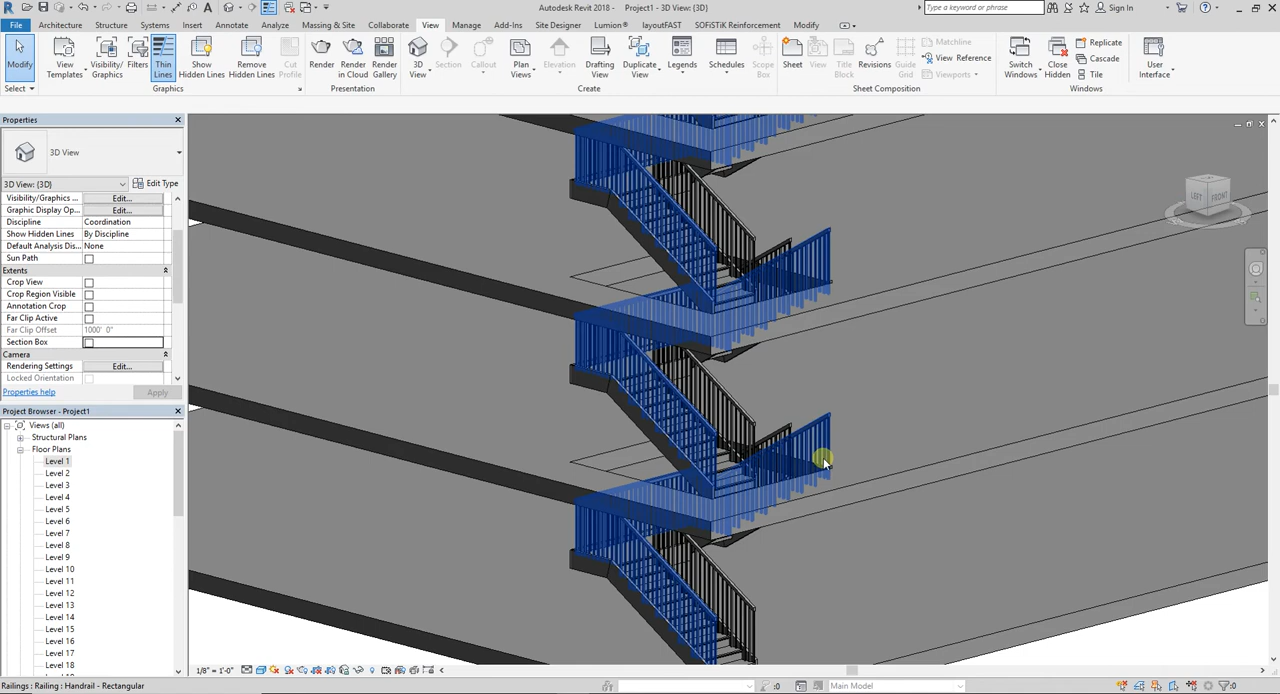 Autodesk Revit 2018 - Project1 - 3D View: {3D}
Type a keyword or phrase
Sign In
File Architecture Structure Systems Insert Annotate Analyze Massing & Site Collaborate View Manage Add-Ins Site Designer Lumion® layoutFAST SOFiSTiK Reinforcement Modify
Modify
View Templates
Visibility/ Graphics
Filters
Thin Lines
Show Hidden Lines
Remove Hidden Lines
Cut Profile
Render
Render in Cloud
Render Gallery
3D View
Section
Callout
Plan Views
Elevation
Drafting View
Duplicate View
Legends
Schedules
Scope Box
Sheet
View
Title Block
Revisions
Guide Grid
Matchline
View Reference
Viewports
Switch Windows
Close Hidden
Replicate
Cascade
Tile
User Interface
Select
Graphics
Presentation
Create
Sheet Composition
Windows
Properties
3D View
3D View: {3D}
Edit Type
Visibility/Graphics ... Edit...
Graphic Display Op... Edit...
Discipline Coordination
Show Hidden Lines By Discipline
Default Analysis Dis... None
Sun Path
Extents
Crop View
Crop Region Visible
Annotation Crop
Far Clip Active
Far Clip Offset 1000' 0"
Section Box
Camera
Rendering Settings Edit...
Locked Orientation
Properties help
Apply
Project Browser - Project1
Views (all)
Structural Plans
Floor Plans
Level 1
Level 2
Level 3
Level 4
Level 5
Level 6
Level 7
Level 8
Level 9
Level 10
Level 11
Level 12
Level 13
Level 14
Level 15
Level 16
Level 17
Level 18
LEFT FRONT
1/8" = 1'-0"
Railings : Railing : Handrail - Rectangular
:0
Main Model
:0